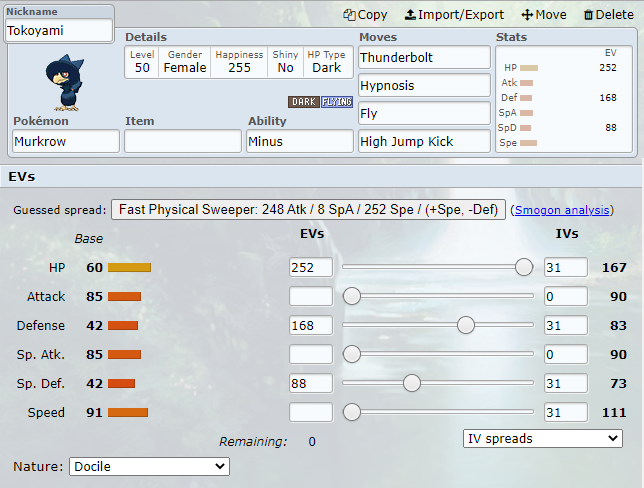 Nickname
Tokoyami
Copy Import/Export Move Delete
Details
Level Gender Happiness Shiny HP Type
50 Female 255 No Dark
DARK FLYING
Pokémon Item Ability
Murkrow Minus
Moves
Thunderbolt
Hypnosis
Fly
High Jump Kick
Stats
EV
HP 252
Atk
Def 168
SpA
SpD 88
Spe
EVs
Guessed spread: Fast Physical Sweeper: 248 Atk / 8 SpA / 252 Spe / (+Spe, -Def) (Smogon analysis)
Base EVs IVs
HP 60 252 31 167
Attack 85 0 90
Defense 42 168 31 83
Sp. Atk. 85 0 90
Sp. Def. 42 88 31 73
Speed 91 31 111
Remaining: 0 IV spreads
Nature: Docile